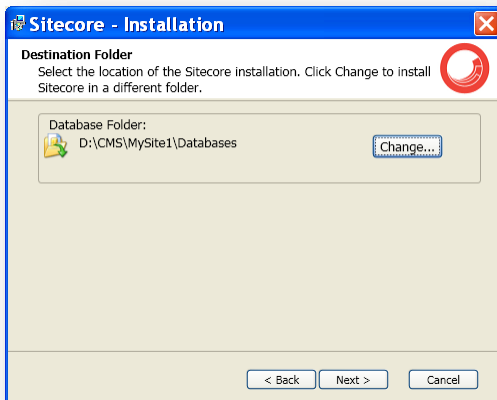 Sitecore - Installation
Destination Folder
Select the location of the Sitecore installation. Click Change to install
Sitecore in a different folder.
Database Folder:
D:\CMS\MySite1\Databases
Change...
< Back Next > Cancel